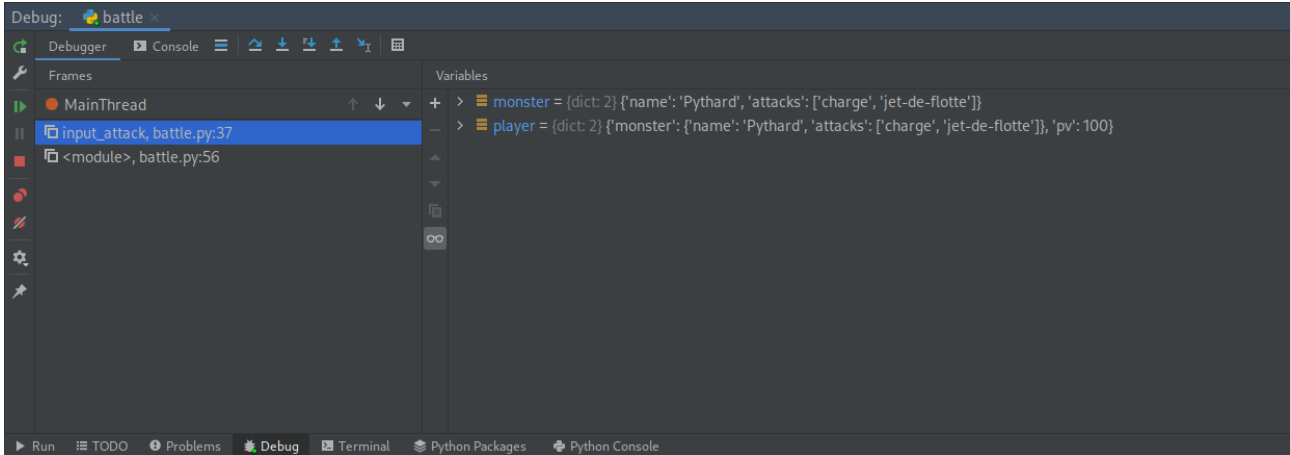 Debug: battle ×
Debugger Console
Frames
Variables
MainThread
input_attack, battle.py:37
<module>, battle.py:56
monster = {dict: 2} {'name': 'Pythard', 'attacks': ['charge', 'jet-de-flotte']}
player = {dict: 2} {'monster': {'name': 'Pythard', 'attacks': ['charge', 'jet-de-flotte']}, 'pv': 100}
Run TODO Problems Debug Terminal Python Packages Python Console